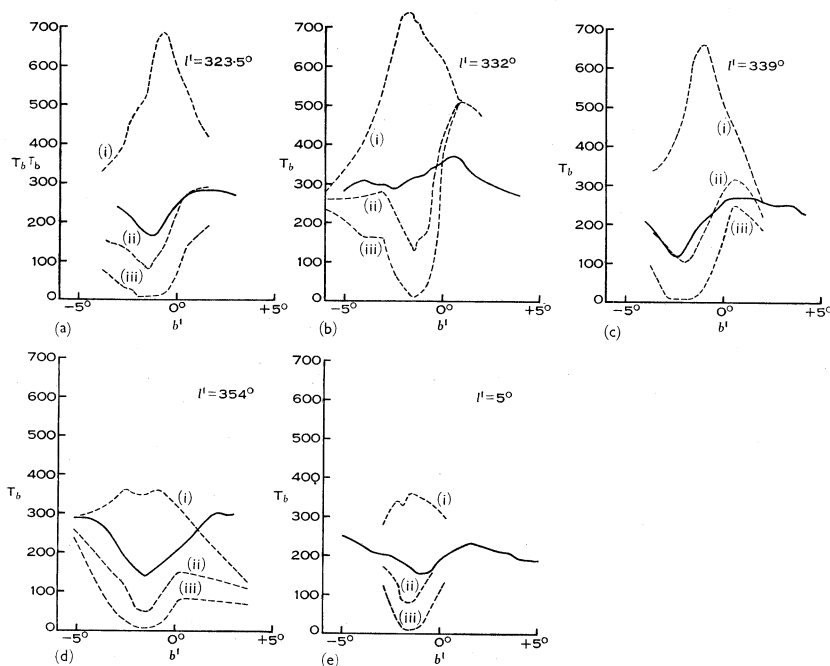 700
600
500
400
300
200
100
0
T_b T_b
l^I=323·5°
(i)
(ii)
(iii)
−5° 0° +5°
(a) b^I
700
600
500
400
300
200
100
0
T_b
l^I=332°
(i)
(ii)
(iii)
−5° 0° +5°
(b) b^I
700
600
500
400
300
200
100
0
T_b
l^I=339°
(i)
(ii)
(iii)
−5° 0° +5°
(c) b^I
700
600
500
400
300
200
100
0
T_b
l^I=354°
(i)
(ii)
(iii)
−5° 0° +5°
(d) b^I
700
600
500
400
300
200
100
0
T_b
l^I=5°
(i)
(ii)
(iii)
−5° 0° +5°
(e) b^I